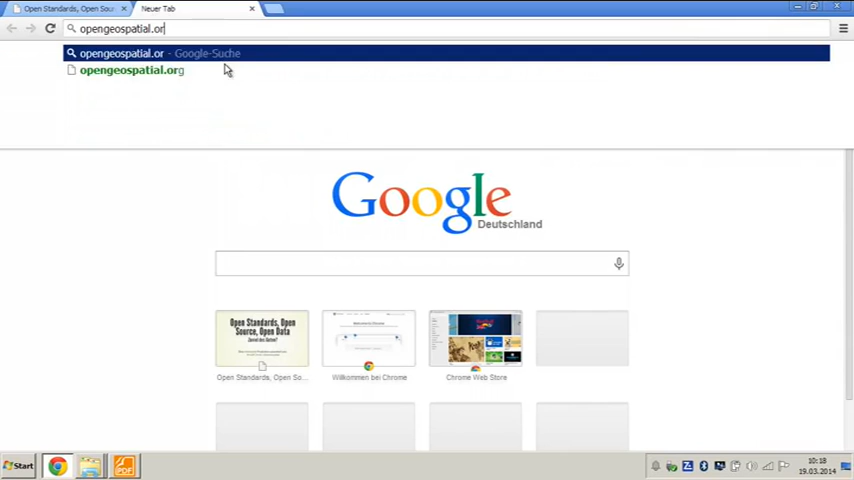 Open Standards, Open Sou
Neuer Tab
opengeospatial.or
opengeospatial.or - Google-Suche
opengeospatial.org
Google
Deutschland
Open Standards, Open
Source, Open Data
Open Standards, Open So...
Willkommen bei Chrome
Chrome Web Store
Start
PDF
10:18
19.03.2014